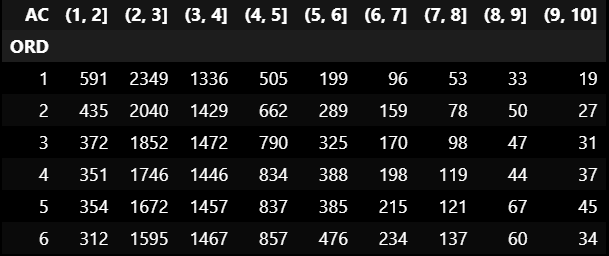 AC (1, 2] (2, 3] (3, 4] (4, 5] (5, 6] (6, 7] (7, 8] (8, 9] (9, 10]
ORD
1 591 2349 1336 505 199 96 53 33 19
2 435 2040 1429 662 289 159 78 50 27
3 372 1852 1472 790 325 170 98 47 31
4 351 1746 1446 834 388 198 119 44 37
5 354 1672 1457 837 385 215 121 67 45
6 312 1595 1467 857 476 234 137 60 34